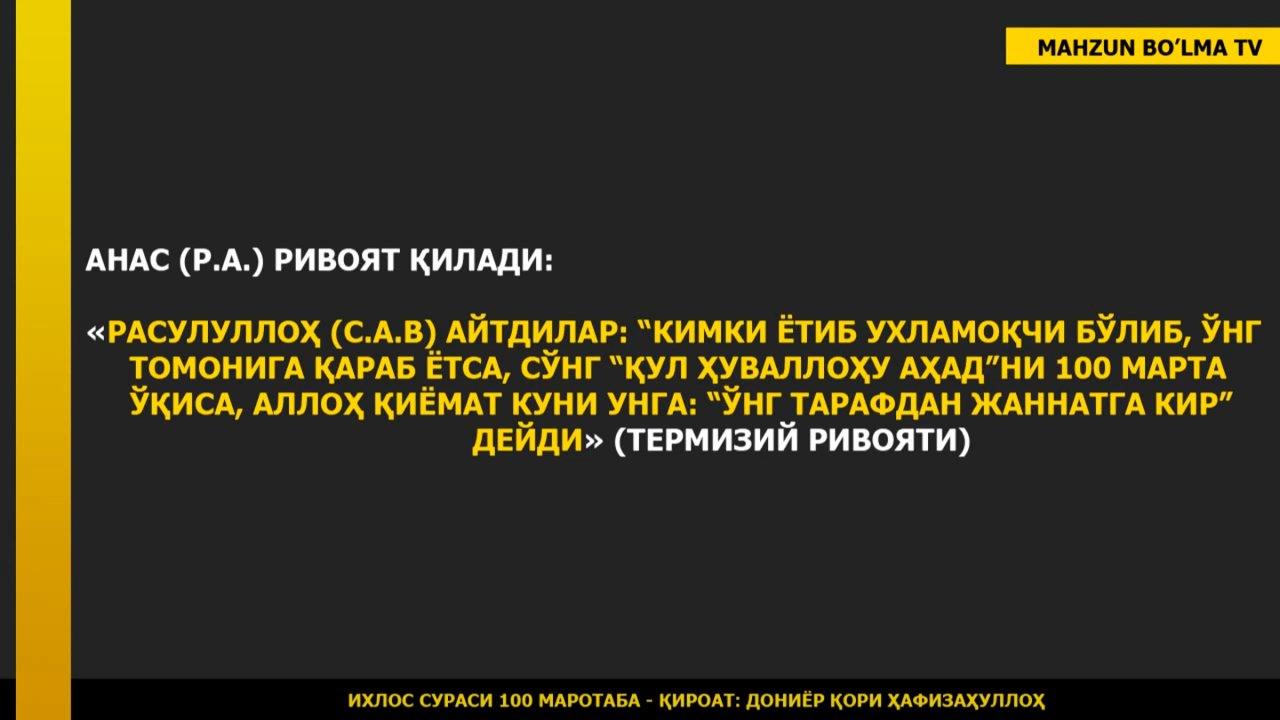 MAHZUN BO’LMA TV
АНАС (Р.А.) РИВОЯТ ҚИЛАДИ:
«РАСУЛУЛЛОҲ (С.А.В) АЙТДИЛАР: “КИМКИ ЁТИБ УХЛАМОҚЧИ БЎЛИБ, ЎНГ
ТОМОНИГА ҚАРАБ ЁТСА, СЎНГ “ҚУЛ ҲУВАЛЛОҲУ АҲАД”НИ 100 МАРТА
ЎҚИСА, АЛЛОҲ ҚИЁМАТ КУНИ УНГА: “ЎНГ ТАРАФДАН ЖАННАТГА КИР”
ДЕЙДИ» (ТЕРМИЗИЙ РИВОЯТИ)
ИХЛОС СУРАСИ 100 МАРОТАБА - ҚИРОАТ: ДОНИЁР ҚОРИ ҲАФИЗАҲУЛЛОҲ